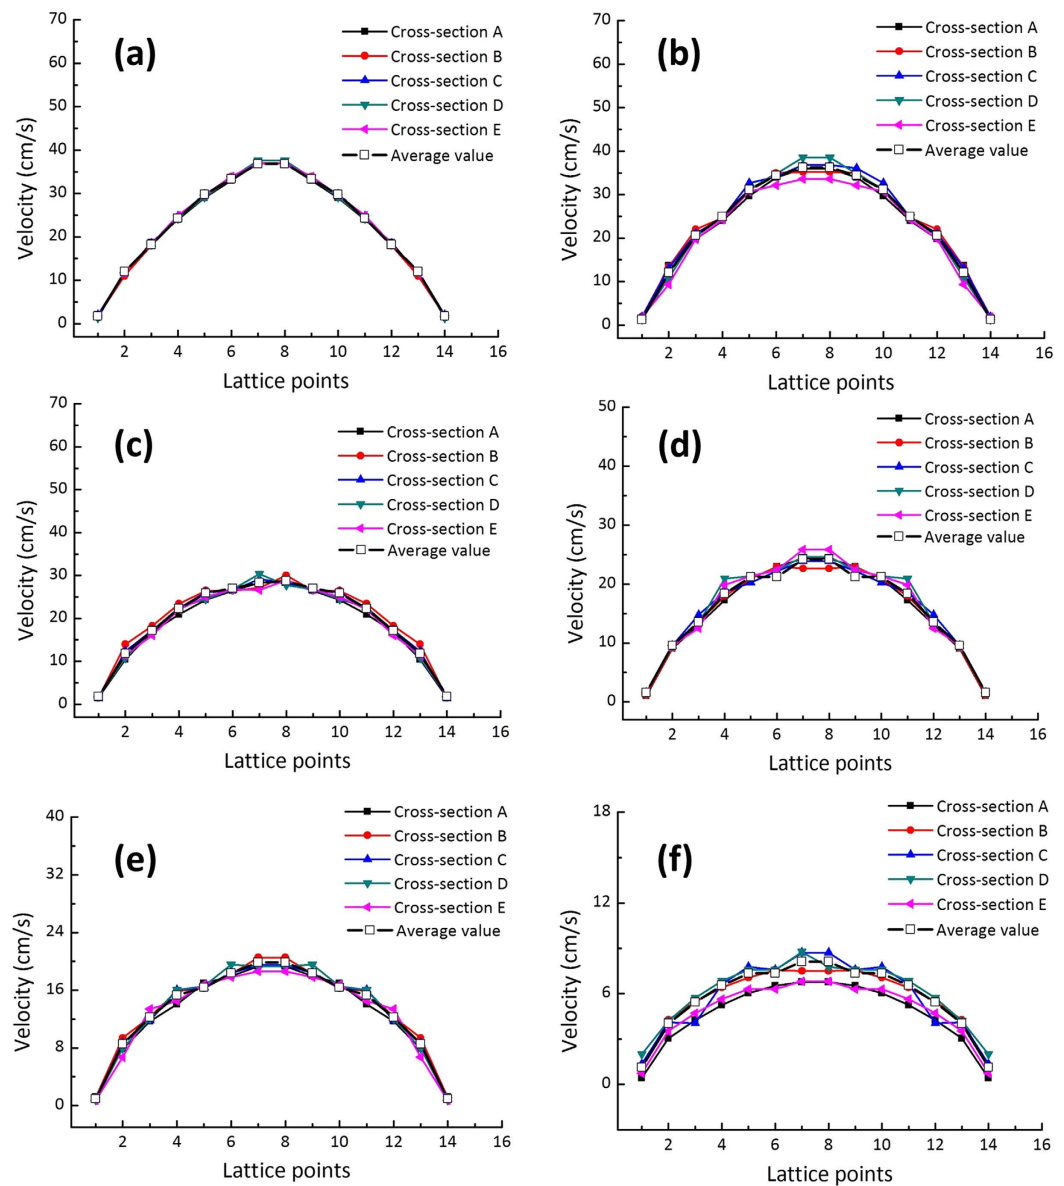 (a)
Velocity (cm/s)
70
60
50
40
30
20
10
0
2 4 6 8 10 12 14 16
Lattice points
Cross-section A
Cross-section B
Cross-section C
Cross-section D
Cross-section E
Average value
(b)
Velocity (cm/s)
70
60
50
40
30
20
10
0
2 4 6 8 10 12 14 16
Lattice points
Cross-section A
Cross-section B
Cross-section C
Cross-section D
Cross-section E
Average value
(c)
Velocity (cm/s)
70
60
50
40
30
20
10
0
2 4 6 8 10 12 14 16
Lattice points
Cross-section A
Cross-section B
Cross-section C
Cross-section D
Cross-section E
Average value
(d)
Velocity (cm/s)
50
40
30
20
10
0
2 4 6 8 10 12 14 16
Lattice points
Cross-section A
Cross-section B
Cross-section C
Cross-section D
Cross-section E
Average value
(e)
Velocity (cm/s)
40
32
24
16
8
0
2 4 6 8 10 12 14 16
Lattice points
Cross-section A
Cross-section B
Cross-section C
Cross-section D
Cross-section E
Average value
(f)
Velocity (cm/s)
18
12
6
0
2 4 6 8 10 12 14 16
Lattice points
Cross-section A
Cross-section B
Cross-section C
Cross-section D
Cross-section E
Average value